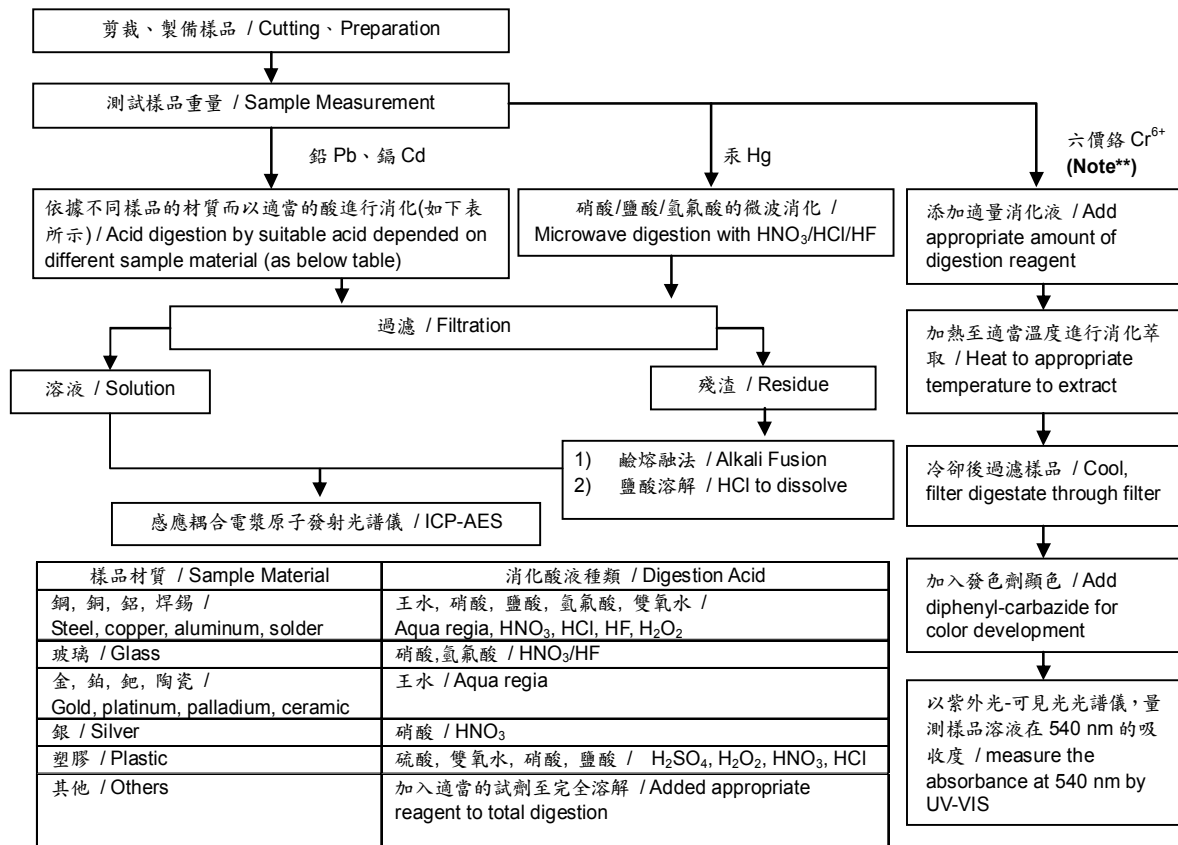 剪裁、製備樣品 / Cutting、Preparation
測試樣品重量 / Sample Measurement
鉛 Pb、鎘 Cd
汞 Hg
六價鉻 Cr6+
(Note**)
依據不同樣品的材質而以適當的酸進行消化(如下表
所示) / Acid digestion by suitable acid depended on
different sample material (as below table)
硝酸/鹽酸/氫氟酸的微波消化 /
Microwave digestion with HNO3/HCl/HF
添加適量消化液 / Add
appropriate amount of
digestion reagent
過濾 / Filtration
加熱至適當溫度進行消化萃
取 / Heat to appropriate
temperature to extract
溶液 / Solution
殘渣 / Residue
1) 鹼熔融法 / Alkali Fusion
2) 鹽酸溶解 / HCl to dissolve
冷卻後過濾樣品 / Cool,
filter digestate through filter
感應耦合電漿原子發射光譜儀 / ICP-AES
加入發色劑顯色 / Add
diphenyl-carbazide for
color development
以紫外光-可見光光譜儀，量
測樣品溶液在 540 nm 的吸
收度 / measure the
absorbance at 540 nm by
UV-VIS
樣品材質 / Sample Material
消化酸液種類 / Digestion Acid
鋼, 銅, 鋁, 焊錫 /
Steel, copper, aluminum, solder
王水, 硝酸, 鹽酸, 氫氟酸, 雙氧水 /
Aqua regia, HNO3, HCl, HF, H2O2
玻璃 / Glass
硝酸,氫氟酸 / HNO3/HF
金, 鉑, 鈀, 陶瓷 /
Gold, platinum, palladium, ceramic
王水 / Aqua regia
銀 / Silver
硝酸 / HNO3
塑膠 / Plastic
硫酸, 雙氧水, 硝酸, 鹽酸 / H2SO4, H2O2, HNO3, HCl
其他 / Others
加入適當的試劑至完全溶解 / Added appropriate
reagent to total digestion